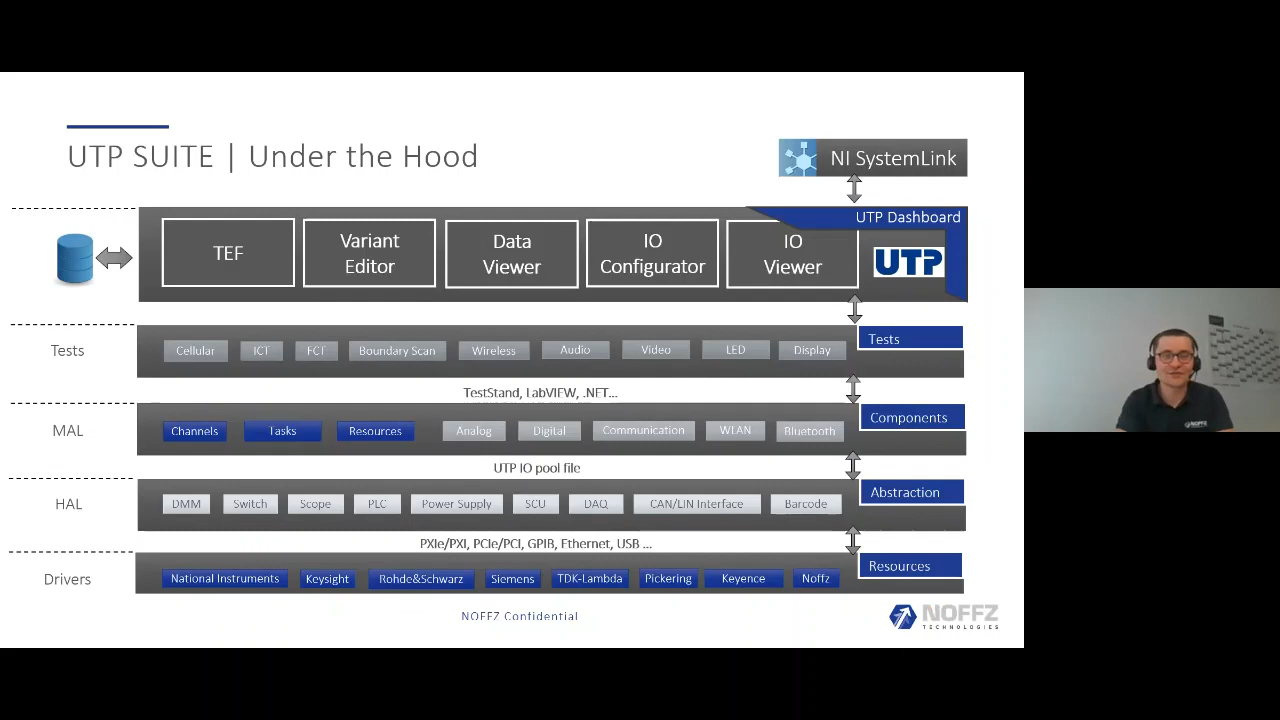 UTP SUITE | Under the Hood
NI SystemLink
UTP Dashboard
TEF
Variant
Editor
Data
Viewer
IO
Configurator
IO
Viewer
UTP
Tests
Cellular
ICT
FCT
Boundary Scan
Wireless
Audio
Video
LED
Display
Tests
TestStand, LabVIEW, .NET...
MAL
Channels
Tasks
Resources
Analog
Digital
Communication
WLAN
Bluetooth
Components
UTP IO pool file
HAL
DMM
Switch
Scope
PLC
Power Supply
SCU
DAQ
CAN/LIN Interface
Barcode
Abstraction
PXIe/PXI, PCIe/PCI, GPIB, Ethernet, USB ...
Drivers
National Instruments
Keysight
Rohde&Schwarz
Siemens
TDK-Lambda
Pickering
Keyence
Noffz
Resources
NOFFZ Confidential
NOFFZ
TECHNOLOGIES